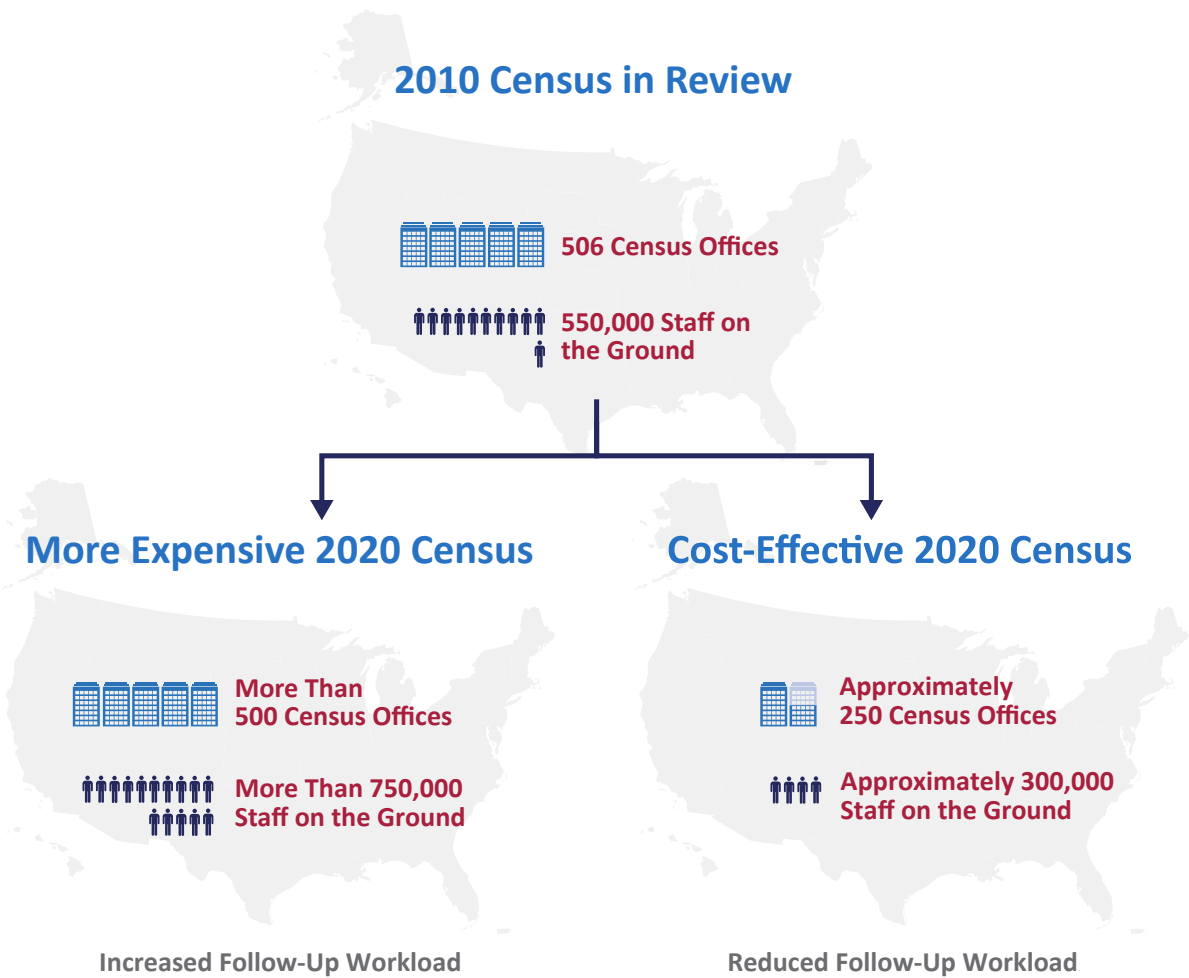 2010 Census in Review
506 Census Offices
550,000 Staff on
the Ground
More Expensive 2020 Census
More Than
500 Census Offices
More Than 750,000
Staff on the Ground
Increased Follow-Up Workload
Cost-Effective 2020 Census
Approximately
250 Census Offices
Approximately 300,000
Staff on the Ground
Reduced Follow-Up Workload